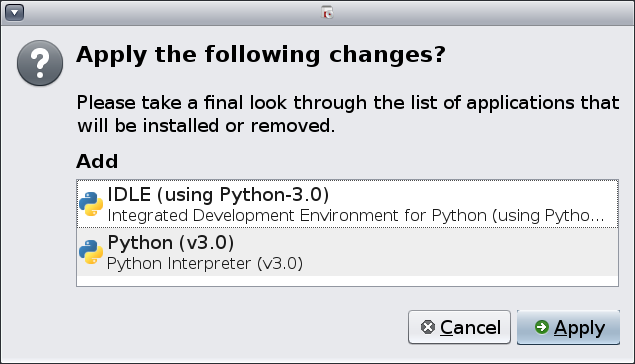 Apply the following changes?
Please take a final look through the list of applications that
will be installed or removed.
Add
IDLE (using Python-3.0)
Integrated Development Environment for Python (using Pytho...
Python (v3.0)
Python Interpreter (v3.0)
Cancel
Apply